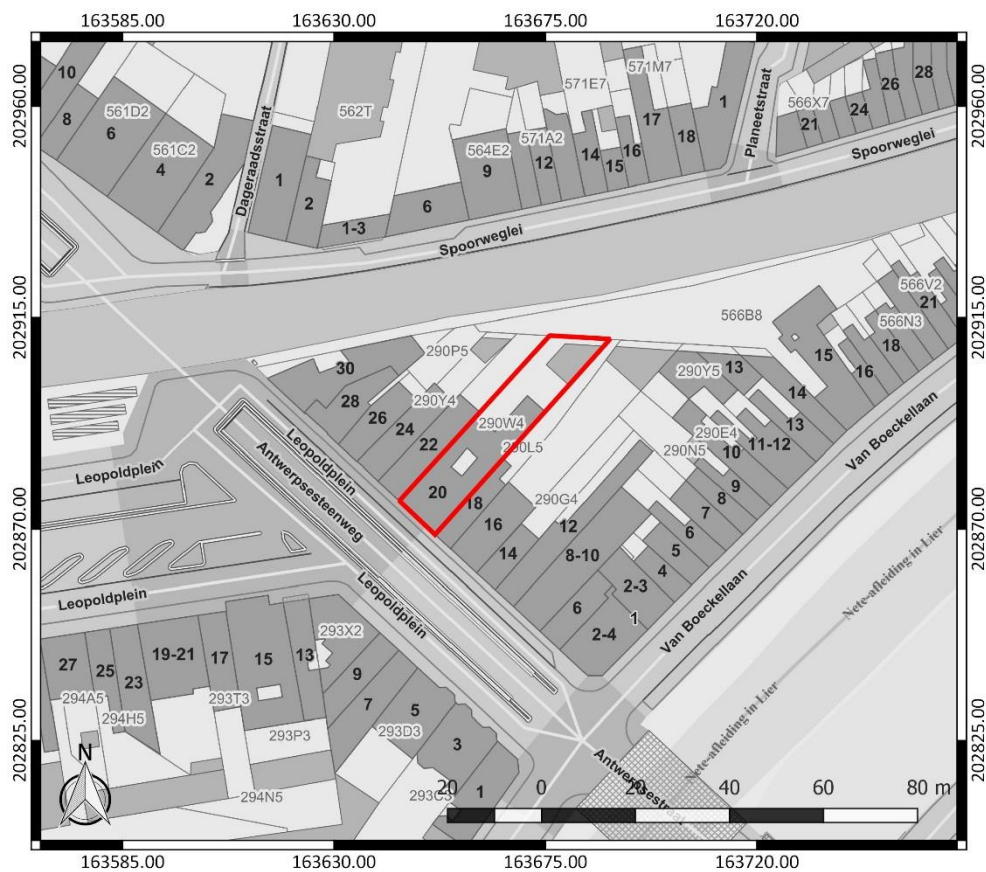 163585.00 163630.00 163675.00 163720.00
202960.00
202915.00
202870.00
202825.00
10
8
561D2
6
561C2
4
2
Dageraadsstraat
1
2
562T
1-3
6
564E2
9
571A2
12
571E7
14
15
16
571M7
17
18
1
Planeetstraat
566X7
21
24
26
28
Spoorweglei
Spoorweglei
566B8
566V2
21
566N3
18
16
15
14
13
290Y5
13
11-12
290E4
10
290N5
9
8
7
6
5
4
2-3
1
2-4
6
8-10
12
290G4
14
16
18
290L5
290W4
20
22
290Y4
24
26
28
30
290P5
Leopoldplein
Antwerpsesteenweg
Leopoldplein
Leopoldplein
Leopoldplein
Van Boeckellaan
Van Boeckellaan
Nete-afleiding-in-Lier
Nete-afleiding-in-Lier
Antwerpsestraat
27
294A5
25
294H5
23
19-21
17
293T3
15
293P3
13
293X2
294N5
9
7
293D3
5
3
1
N
20 0 20 40 60 80 m
202960.00
202915.00
202870.00
202825.00
163585.00 163630.00 163675.00 163720.00